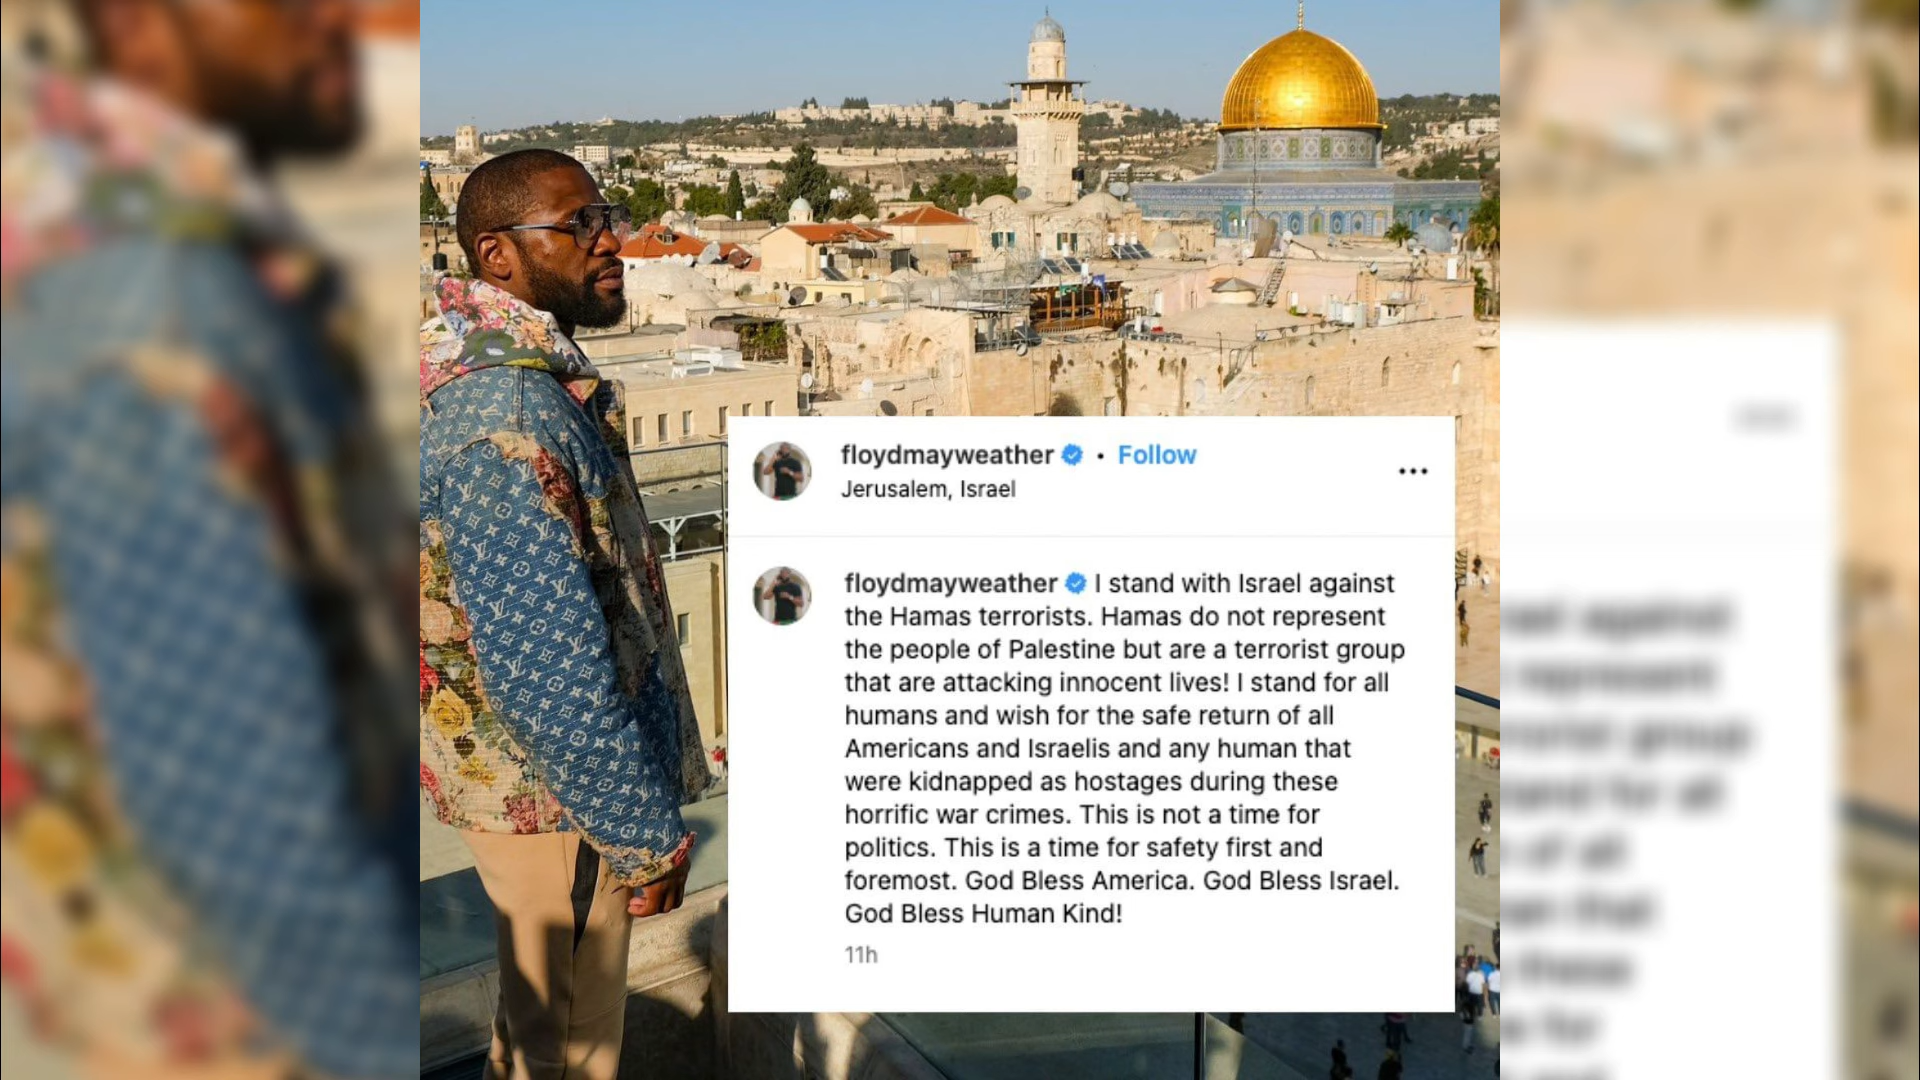 floydmayweather • Follow
Jerusalem, Israel
...
floydmayweather I stand with Israel against
the Hamas terrorists. Hamas do not represent
the people of Palestine but are a terrorist group
that are attacking innocent lives! I stand for all
humans and wish for the safe return of all
Americans and Israelis and any human that
were kidnapped as hostages during these
horrific war crimes. This is not a time for
politics. This is a time for safety first and
foremost. God Bless America. God Bless Israel.
God Bless Human Kind!
11h